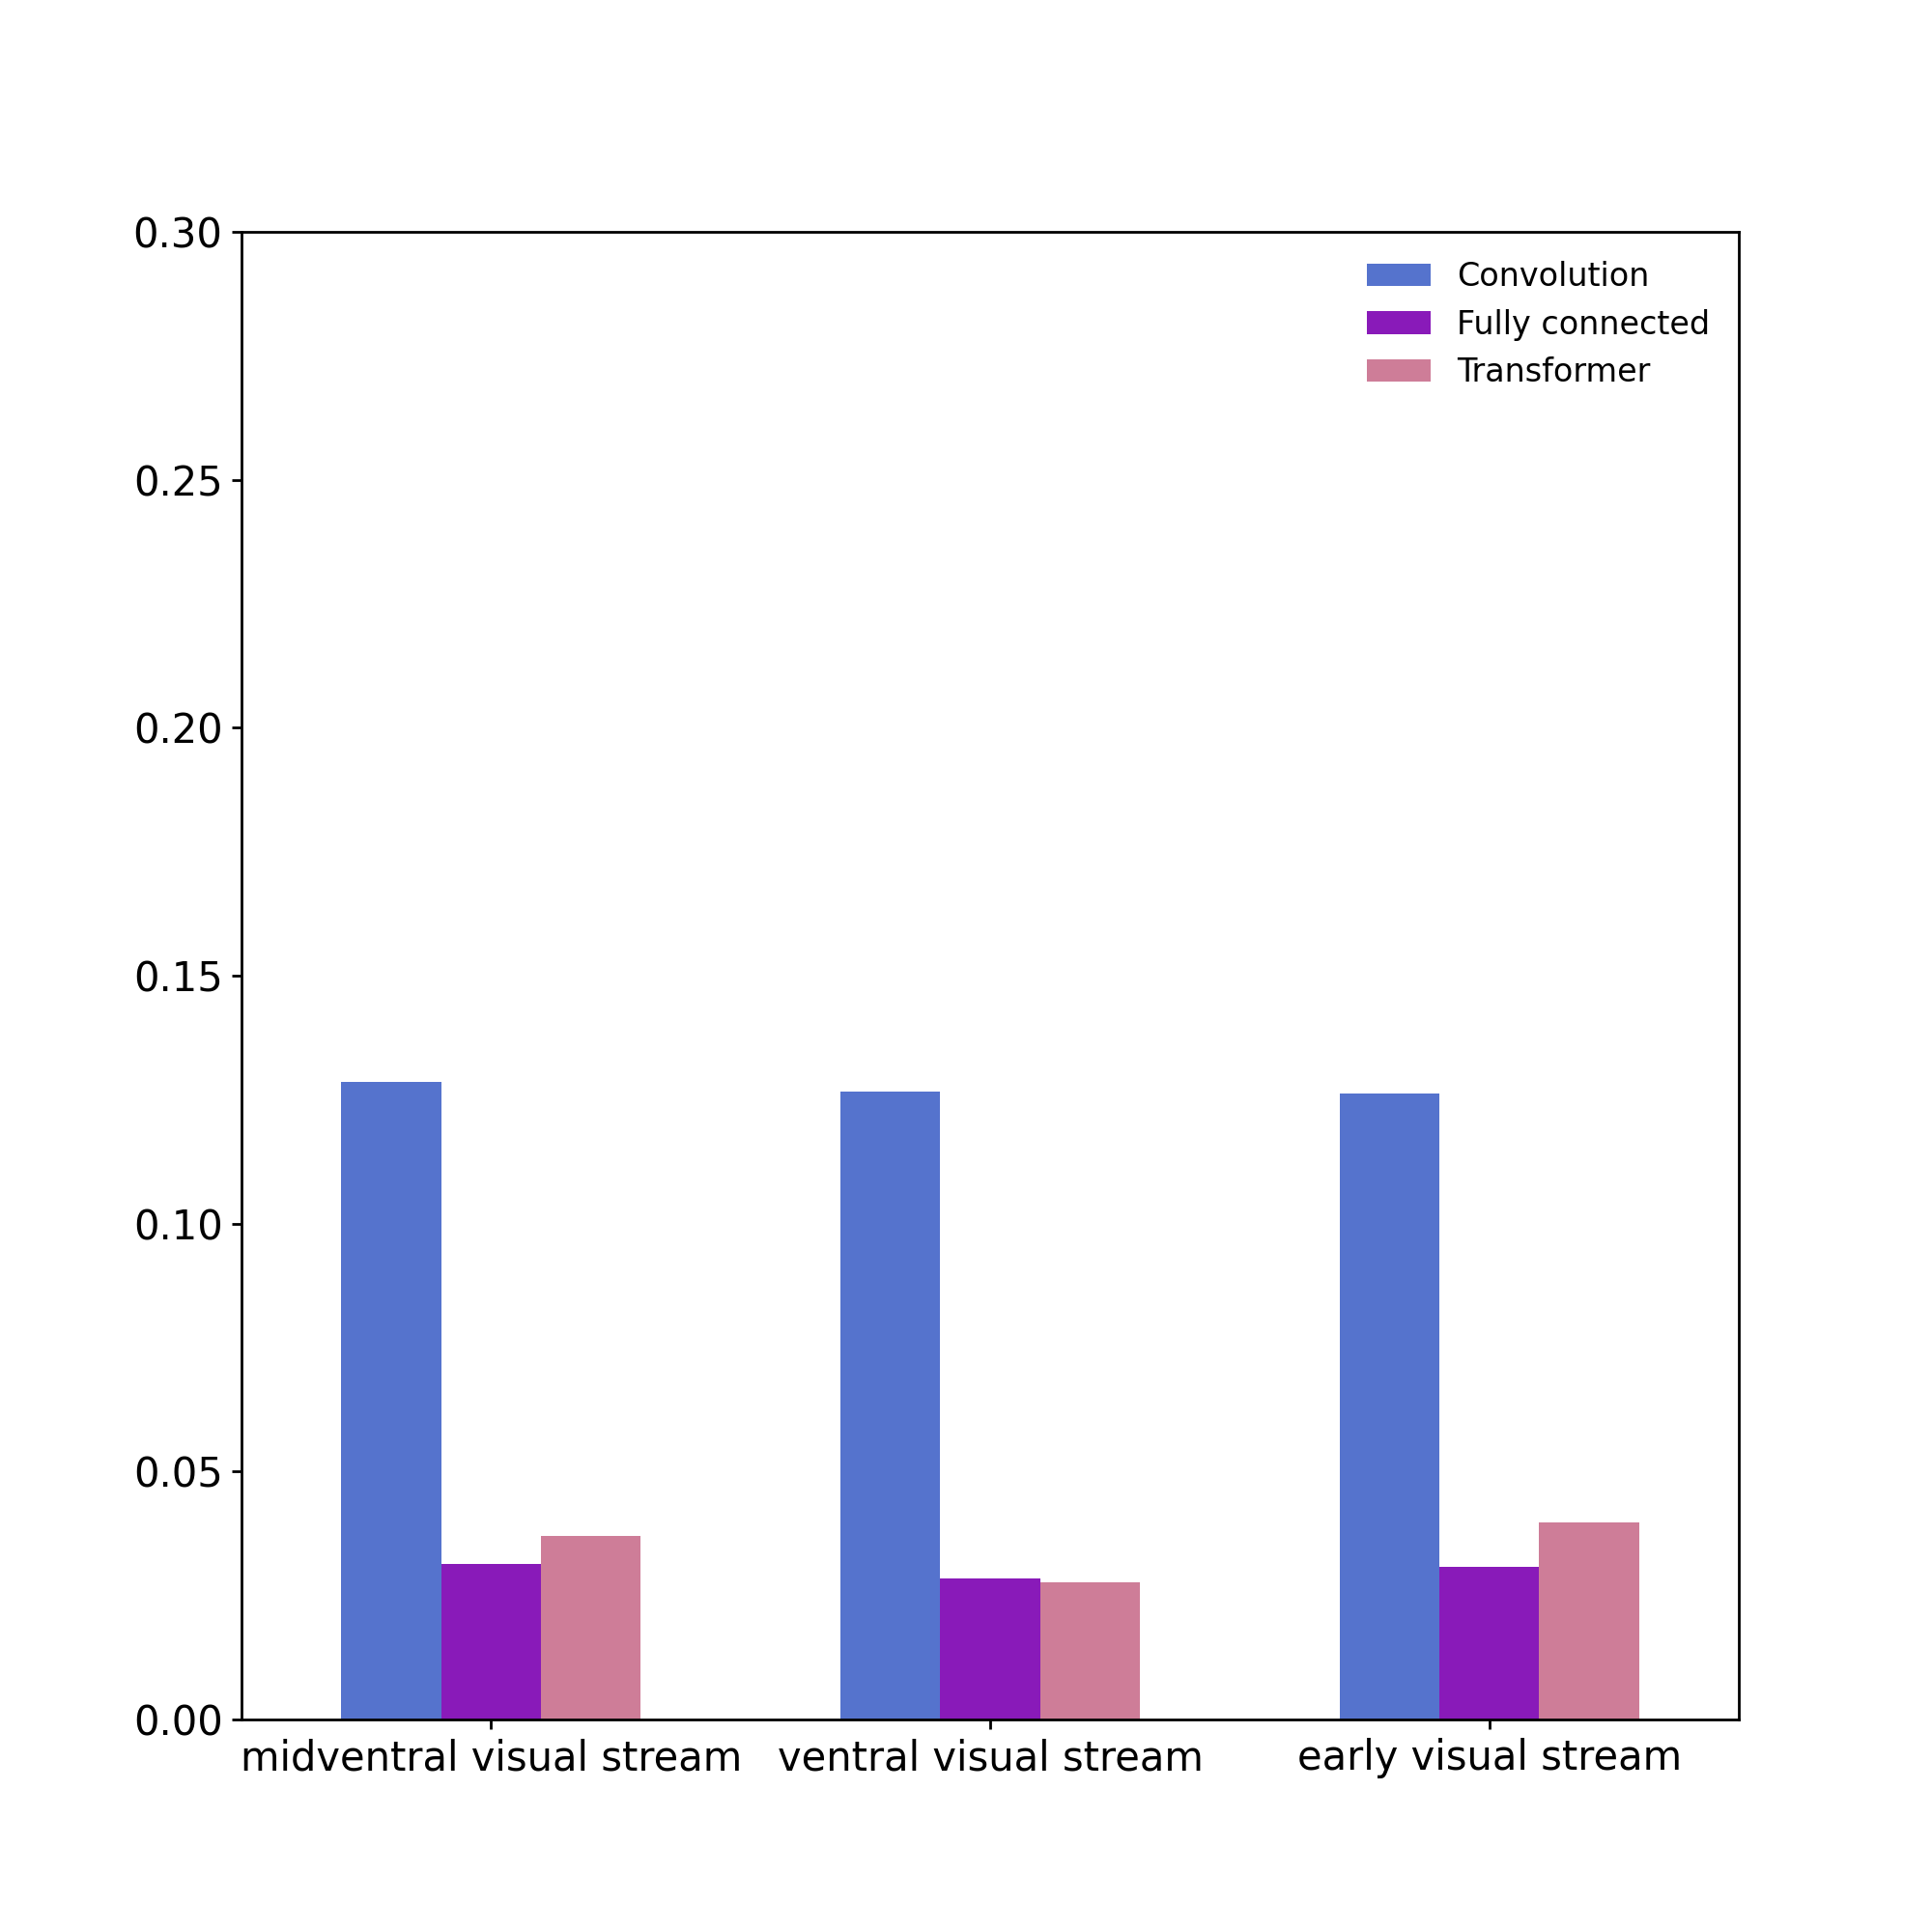 0.30
0.25
0.20
0.15
0.10
0.05
0.00
Convolution
Fully connected
Transformer
midventral visual stream
ventral visual stream
early visual stream